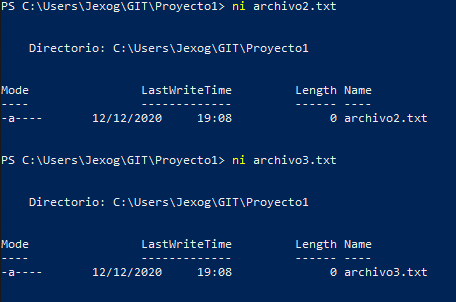 PS C:\Users\Jexog\GIT\Proyecto1> ni archivo2.txt
Directorio: C:\Users\Jexog\GIT\Proyecto1
Mode LastWriteTime Length Name
---- ------------- ------ ----
-a---- 12/12/2020 19:08 0 archivo2.txt
PS C:\Users\Jexog\GIT\Proyecto1> ni archivo3.txt
Directorio: C:\Users\Jexog\GIT\Proyecto1
Mode LastWriteTime Length Name
---- ------------- ------ ----
-a---- 12/12/2020 19:08 0 archivo3.txt